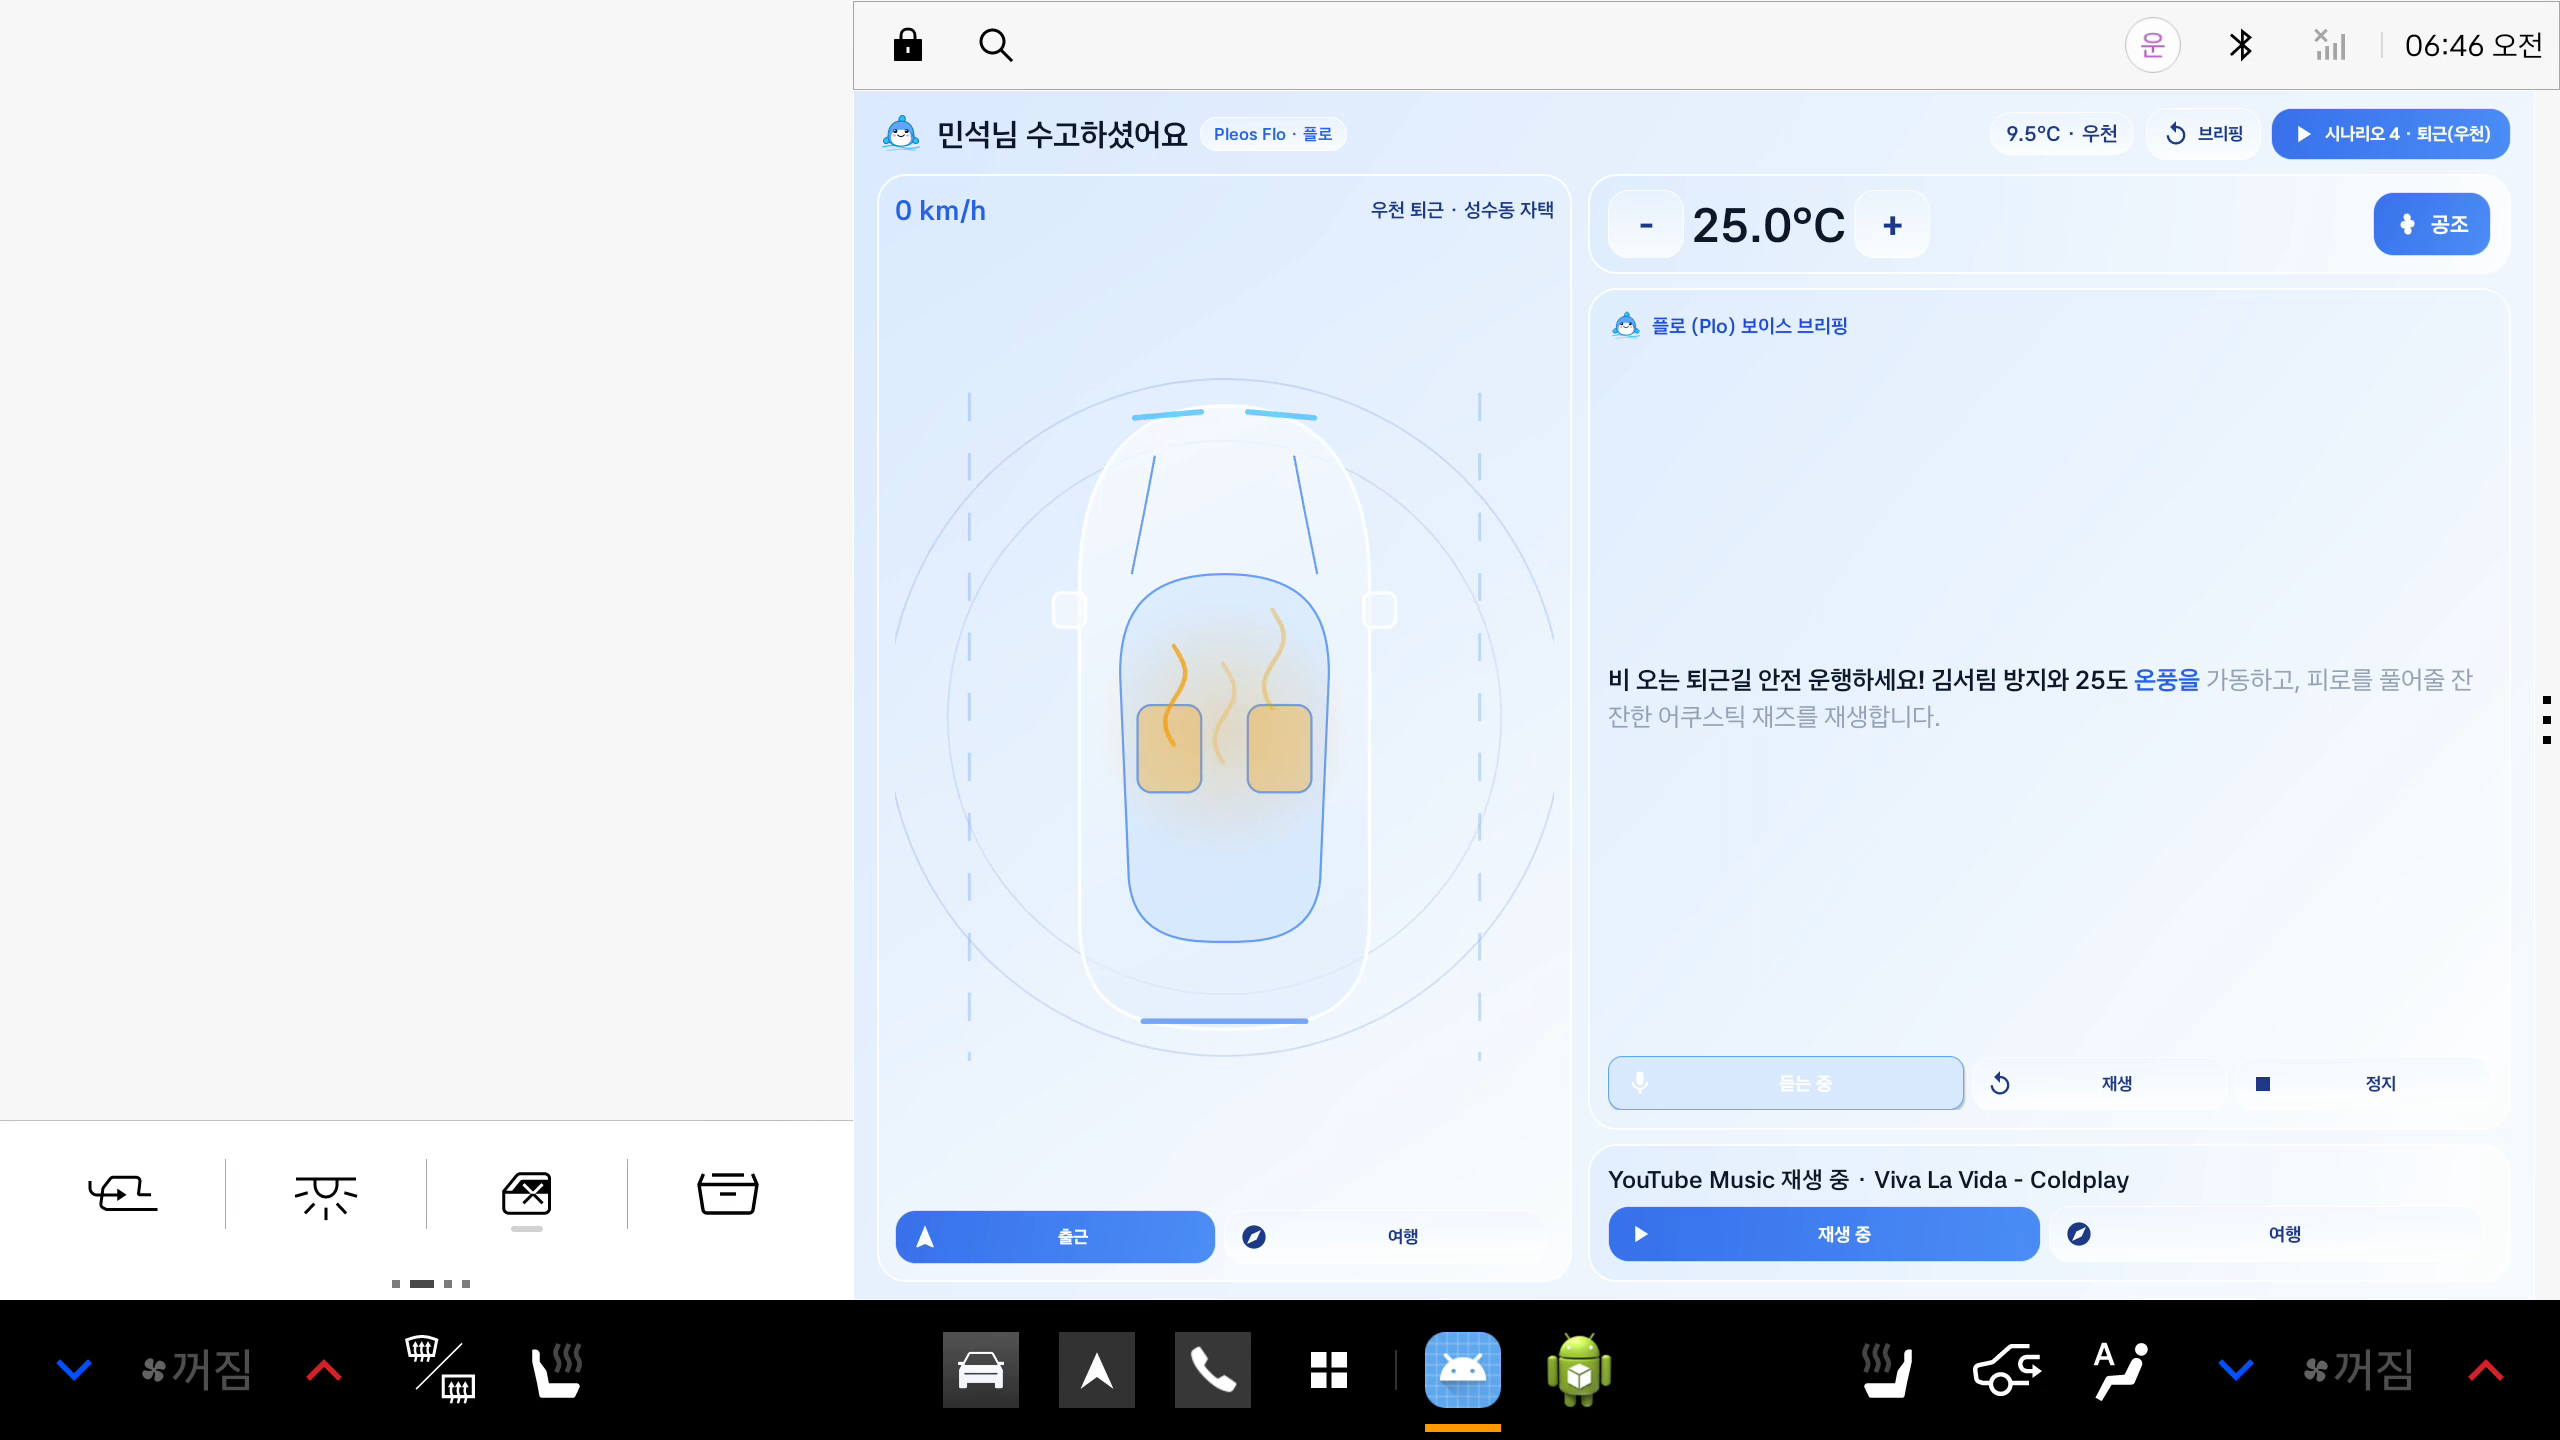 운
06:46 오전
민석님 수고하셨어요
Pleos Flo · 플로
9.5°C · 우천
브리핑
시나리오 4 · 퇴근(우천)
0 km/h
우천 퇴근 · 성수동 자택
- 25.0°C +
공조
플로 (Plo) 보이스 브리핑
비 오는 퇴근길 안전 운행하세요! 김서림 방지와 25도 온풍을 가동하고, 피로를 풀어줄 잔
잔한 어쿠스틱 재즈를 재생합니다.
듣는 중
재생
정지
YouTube Music 재생 중 · Viva La Vida - Coldplay
출근
여행
재생 중
여행
꺼짐
A
꺼짐